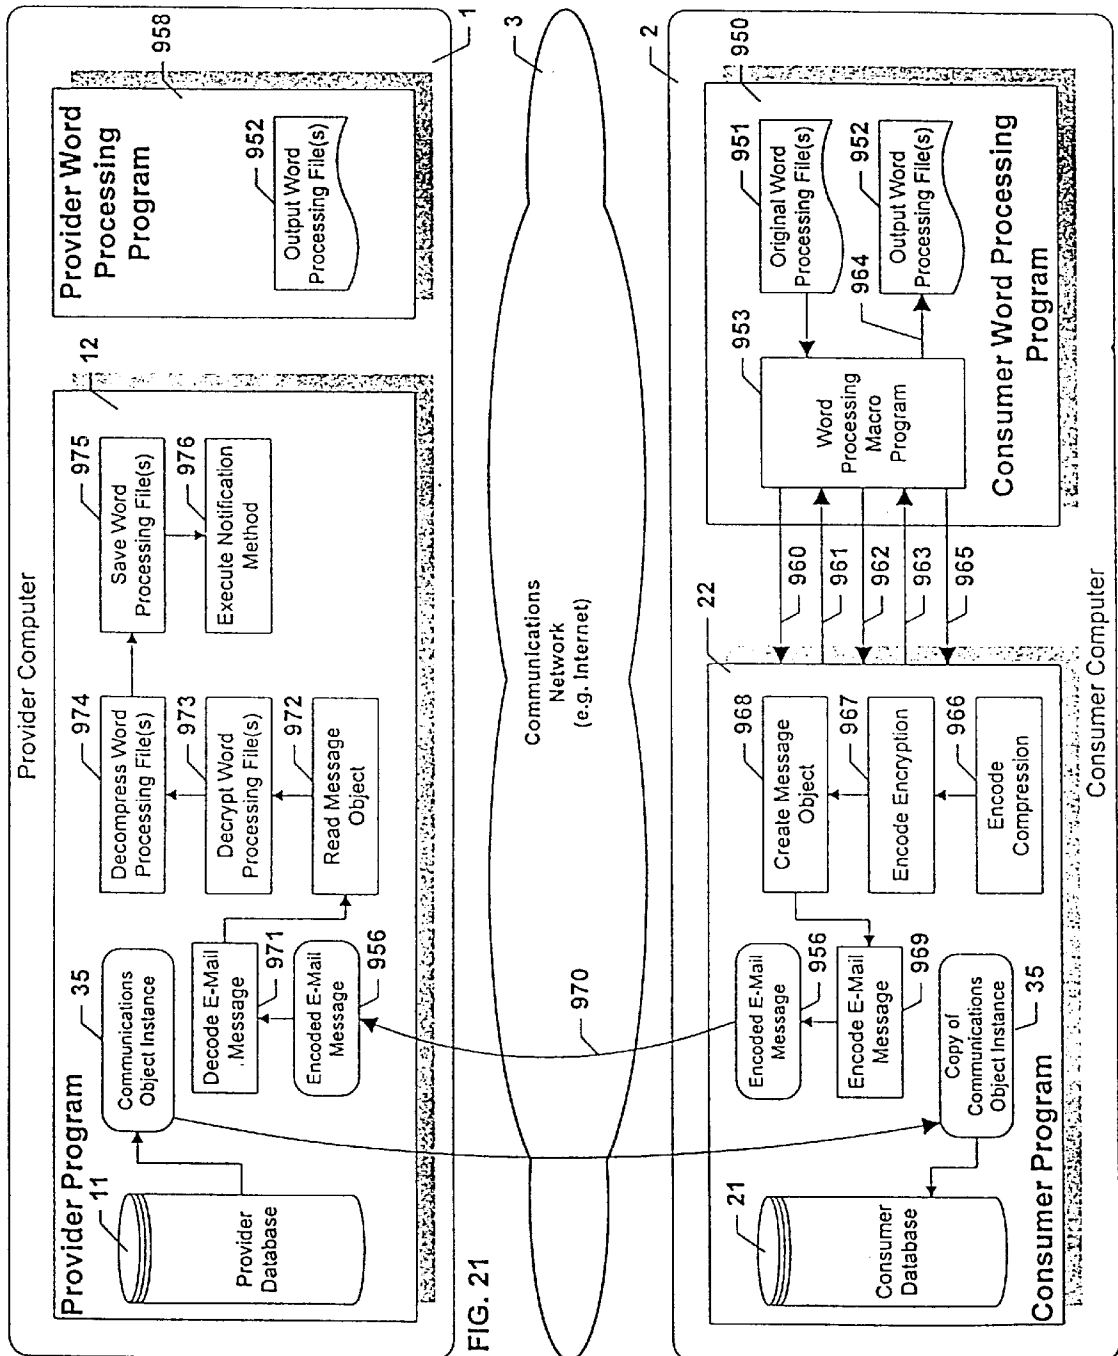 Provider Computer
1
Provider Program
12
11
Provider
Database
35
Communications
Object Instance
Decode E-Mail
.Message
971
Encoded E-Mail
Message
956
974
Decompress Word
Processing File(s)
973
Decrypt Word
Processing File(s)
972
Read Message
Object
975
Save Word
Processing File(s)
976
Execute Notification
Method
958
Provider Word
Processing
Program
952
Output Word
Processing File(s)
FIG. 21
3
Communications
Network
(e.g. Internet)
970
2
22
21
Consumer
Database
Consumer Program
Encoded E-Mail
Message
956
Encode E-Mail
Message
969
Copy of
Communications
Object Instance
35
968
Create Message
Object
967
Encode Encryption
966
Encode
Compression
960
961
962
963
965
950
953
Word
Processing
Macro
Program
951
Original Word
Processing File(s)
952
Output Word
Processing File(s)
964
Consumer Word Processing
Program
Consumer Computer